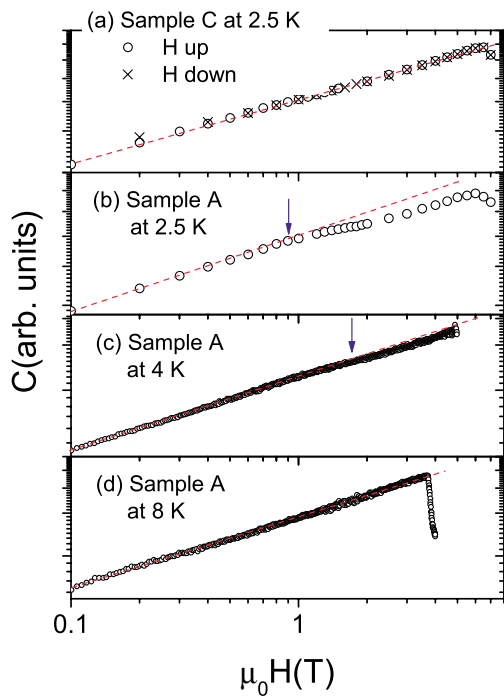 (a) Sample C at 2.5 K
H up
H down
(b) Sample A
at 2.5 K
(c) Sample A
at 4 K
(d) Sample A
at 8 K
C(arb. units)
0.1
1
μ₀H(T)